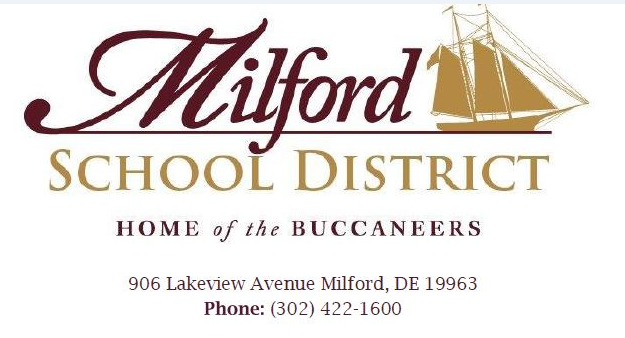 Milford
SCHOOL DISTRICT
HOME of the BUCCANEERS
906 Lakeview Avenue Milford, DE 19963
Phone: (302) 422-1600